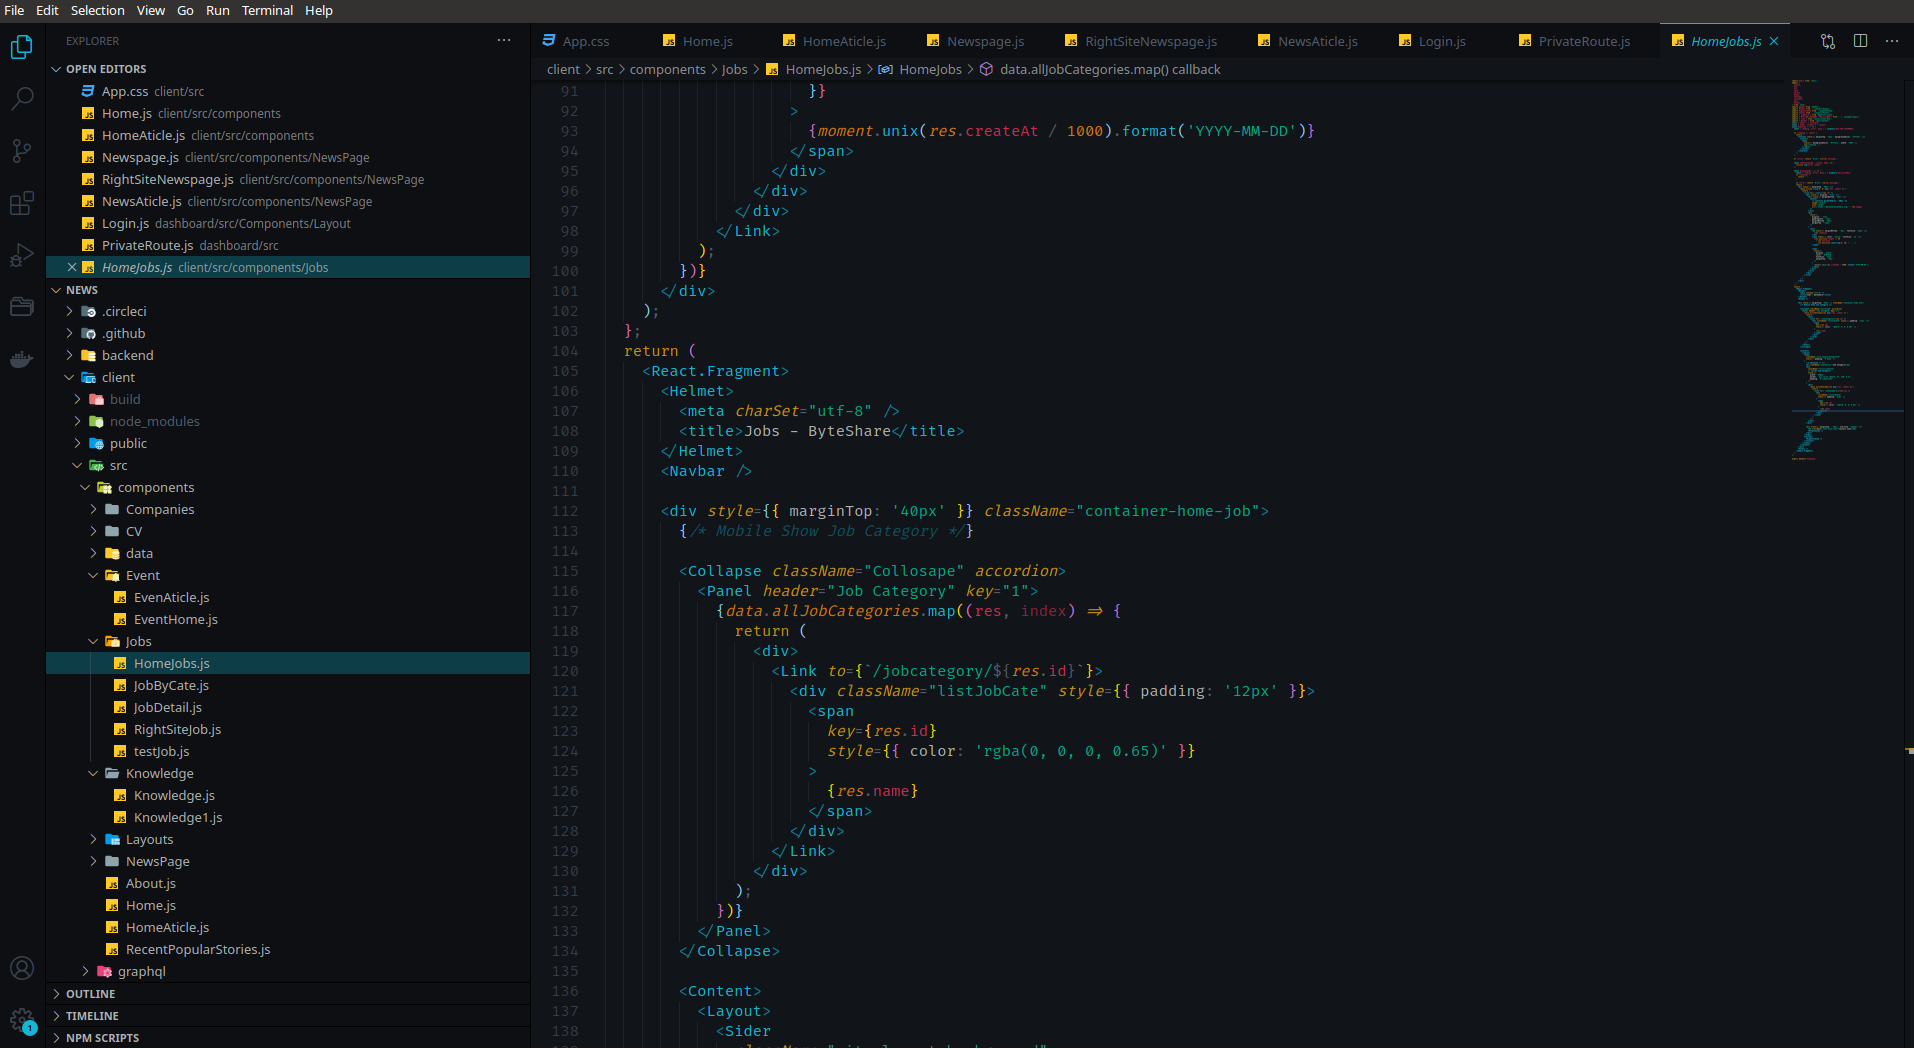 File Edit Selection View Go Run Terminal Help
EXPLORER
OPEN EDITORS
App.css client/src
Home.js client/src/components
HomeAticle.js client/src/components
Newspage.js client/src/components/NewsPage
RightSiteNewspage.js client/src/components/NewsPage
NewsAticle.js client/src/components/NewsPage
Login.js dashboard/src/Components/Layout
PrivateRoute.js dashboard/src
HomeJobs.js client/src/components/Jobs
NEWS
.circleci
.github
backend
client
build
node_modules
public
src
components
Companies
CV
data
Event
EvenAticle.js
EventHome.js
Jobs
HomeJobs.js
JobByCate.js
JobDetail.js
RightSiteJob.js
testJob.js
Knowledge
Knowledge.js
Knowledge1.js
Layouts
NewsPage
About.js
Home.js
HomeAticle.js
RecentPopularStories.js
graphql
OUTLINE
TIMELINE
NPM SCRIPTS
1
App.css Home.js HomeAticle.js Newspage.js RightSiteNewspage.js NewsAticle.js Login.js PrivateRoute.js HomeJobs.js
client > src > components > Jobs > HomeJobs.js > HomeJobs > data.allJobCategories.map() callback
91 }}
92 >
93 {moment.unix(res.createAt / 1000).format('YYYY-MM-DD')}
94 </span>
95 </div>
96 </div>
97 </div>
98 </Link>
99 );
100 })}
101 </div>
102 );
103 };
104 return (
105 <React.Fragment>
106 <Helmet>
107 <meta charSet="utf-8" />
108 <title>Jobs - ByteShare</title>
109 </Helmet>
110 <Navbar />
111
112 <div style={{ marginTop: '40px' }} className="container-home-job">
113 {/* Mobile Show Job Category */}
114
115 <Collapse className="Collosape" accordion>
116 <Panel header="Job Category" key="1">
117 {data.allJobCategories.map((res, index) => {
118 return (
119 <div>
120 <Link to={`/jobcategory/${res.id}`}>
121 <div className="listJobCate" style={{ padding: '12px' }}>
122 <span
123 key={res.id}
124 style={{ color: 'rgba(0, 0, 0, 0.65)' }}
125 >
126 {res.name}
127 </span>
128 </div>
129 </Link>
130 </div>
131 );
132 })}
133 </Panel>
134 </Collapse>
135
136 <Content>
137 <Layout>
138 <Sider